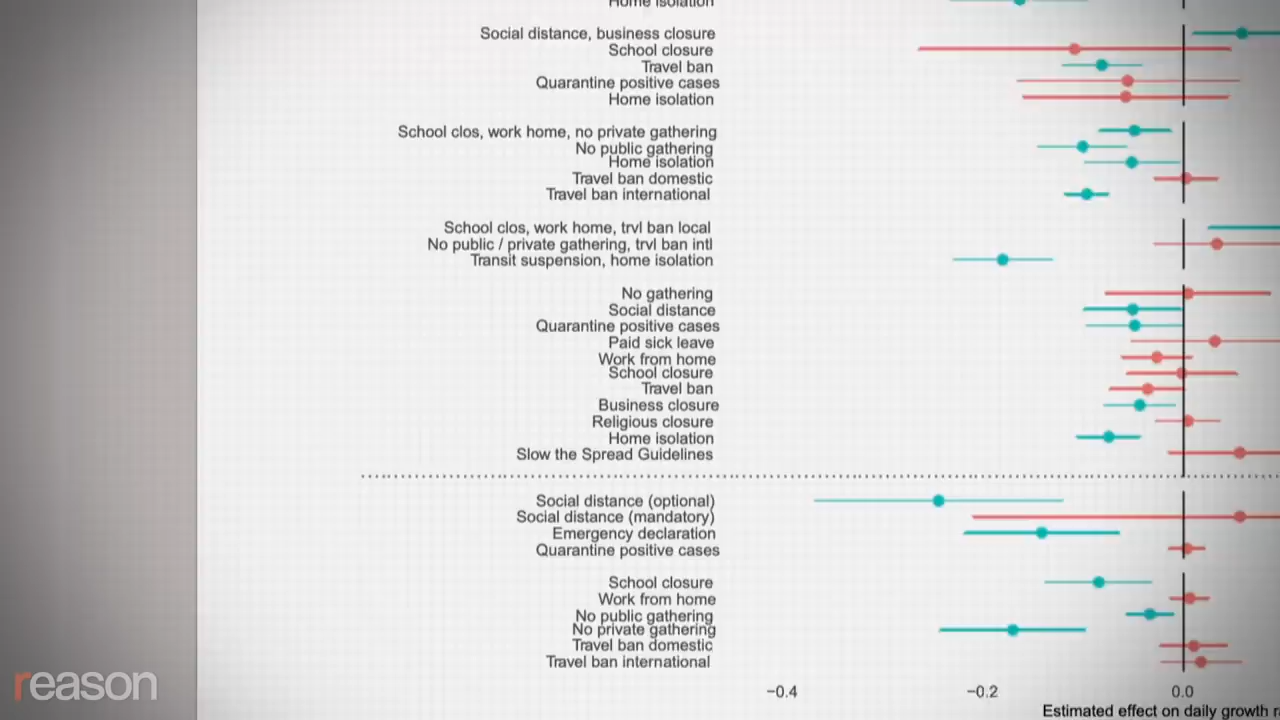 Home isolation
Social distance, business closure
School closure
Travel ban
Quarantine positive cases
Home isolation
School clos, work home, no private gathering
No public gathering
Home isolation
Travel ban domestic
Travel ban international
School clos, work home, trvl ban local
No public / private gathering, trvl ban intl
Transit suspension, home isolation
No gathering
Social distance
Quarantine positive cases
Paid sick leave
Work from home
School closure
Travel ban
Business closure
Religious closure
Home isolation
Slow the Spread Guidelines
Social distance (optional)
Social distance (mandatory)
Emergency declaration
Quarantine positive cases
School closure
Work from home
No public gathering
No private gathering
Travel ban domestic
Travel ban international
reason
−0.4 −0.2 0.0
Estimated effect on daily growth r